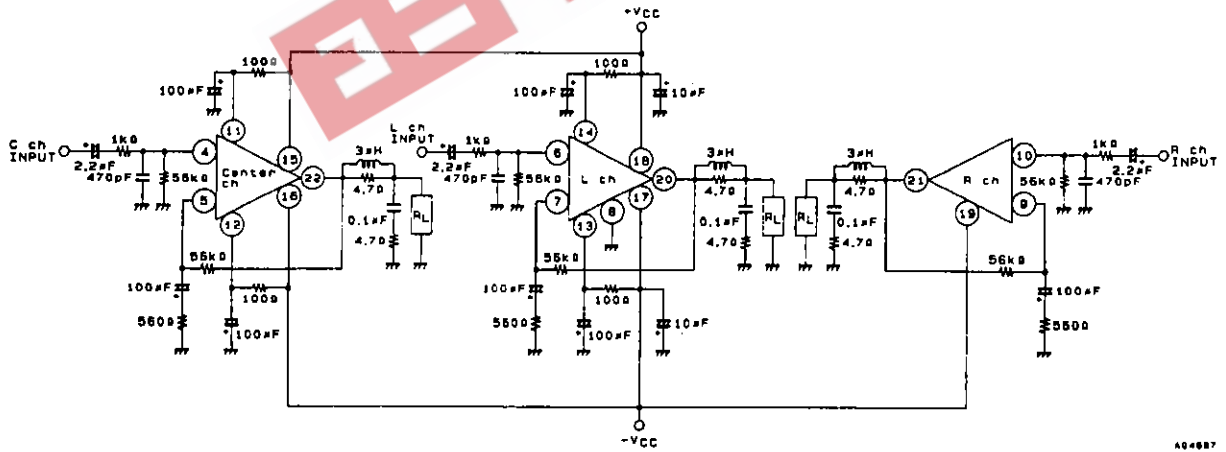 +VCC
100Ω
100µF
+
11
C ch
INPUT
+
2.2µF
1kΩ
470pF
56kΩ
4
5
Center
ch
15
16
22
12
3µH
4.7Ω
0.1µF
4.7Ω
RL
56kΩ
100µF
+
560Ω
100Ω
+
100µF
100Ω
100µF
+
+
10µF
14
L ch
INPUT
+
2.2µF
1kΩ
470pF
56kΩ
6
7
L ch
18
17
20
8
13
3µH
4.7Ω
0.1µF
4.7Ω
RL
56kΩ
100µF
+
560Ω
100Ω
+
100µF
+
10µF
3µH
4.7Ω
0.1µF
4.7Ω
RL
21
R ch
19
10
9
56kΩ
470pF
1kΩ
2.2µF
+
R ch
INPUT
56kΩ
+
100µF
560Ω
-VCC
A04687